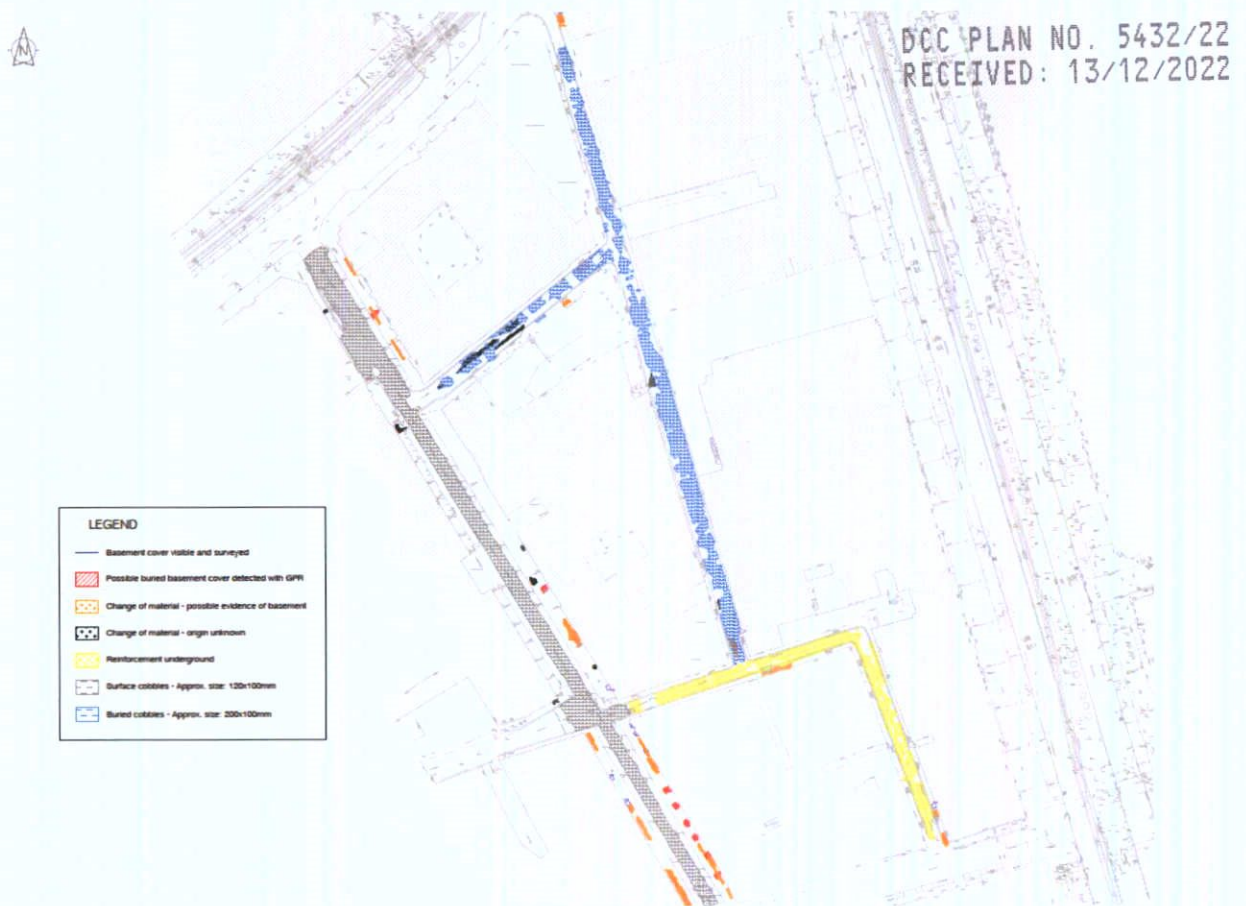 N
DCC PLAN NO. 5432/22
RECEIVED: 13/12/2022
LEGEND
Basement cover visible and surveyed
Possible buried basement cover detected with GPR
Change of material - possible evidence of basement
Change of material - origin unknown
Reinforcement underground
Surface cobbles - Approx. size: 120x100mm
Buried cobbles - Approx. size: 200x100mm